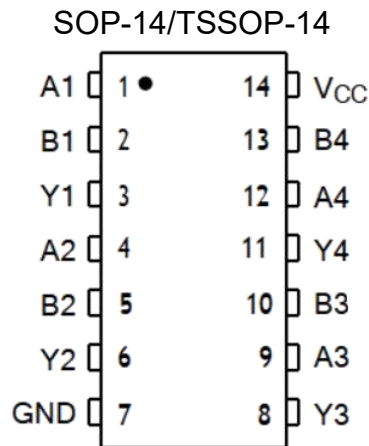 SOP-14/TSSOP-14
A1 1 14 VCC
B1 2 13 B4
Y1 3 12 A4
A2 4 11 Y4
B2 5 10 B3
Y2 6 9 A3
GND 7 8 Y3